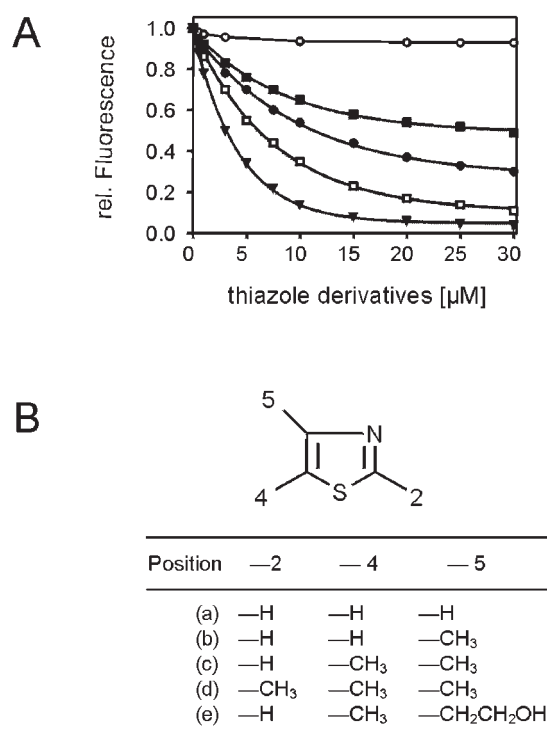 A
1.0
0.8
0.6
0.4
0.2
0.0
rel. Fluorescence
0 5 10 15 20 25 30
thiazole derivatives [µM]
B
5
N
4
S
2
Position —2 —4 —5
(a) —H —H —H
(b) —H —H —CH₃
(c) —H —CH₃ —CH₃
(d) —CH₃ —CH₃ —CH₃
(e) —H —CH₃ —CH₂CH₂OH